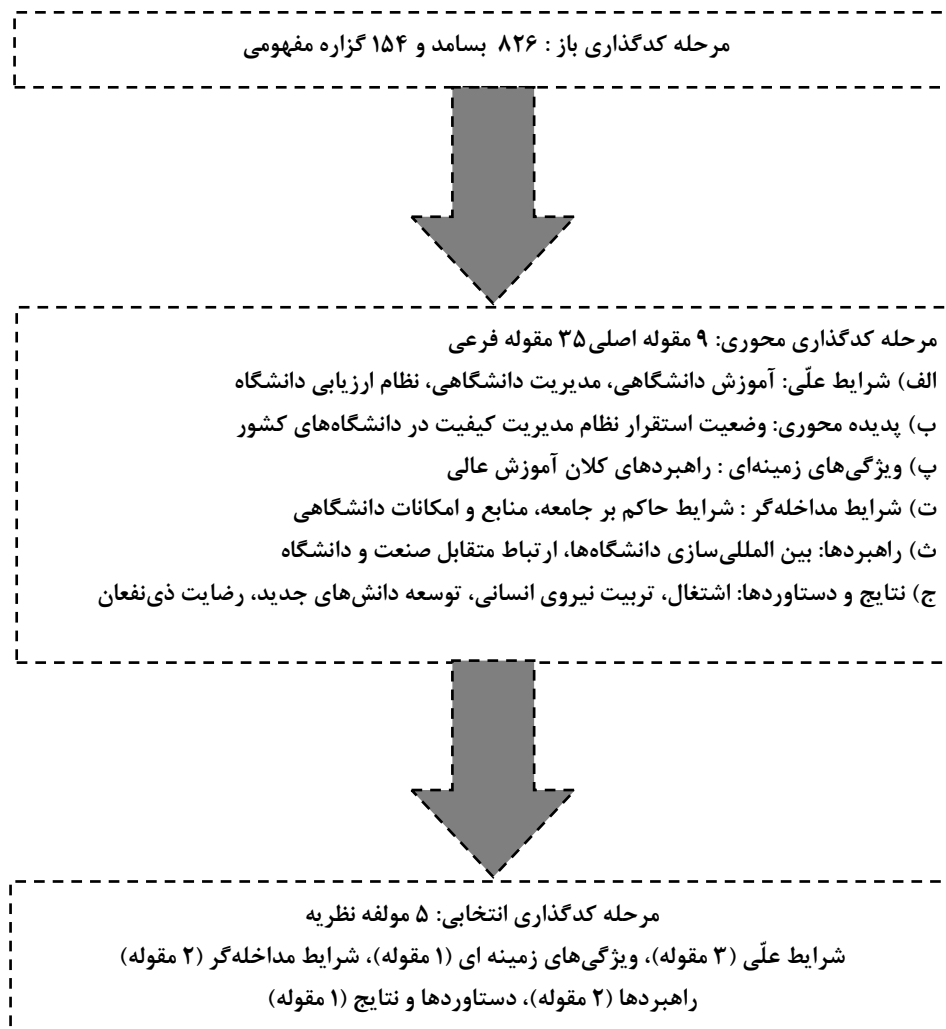 مرحله کدگذاری باز : ۸۲۶ بسامد و ۱۵۴ گزاره مفهومی
مرحله کدگذاری محوری: ۹ مقوله اصلی۳۵ مقوله فرعی
الف) شرایط علّی: آموزش دانشگاهی، مدیریت دانشگاهی، نظام ارزیابی دانشگاه
ب) پدیده محوری: وضعیت استقرار نظام مدیریت کیفیت در دانشگاه‌های کشور
پ) ویژگی‌های زمینه‌ای : راهبردهای کلان آموزش عالی
ت) شرایط مداخله‌گر : شرایط حاکم بر جامعه، منابع و امکانات دانشگاهی
ث) راهبردها: بین المللی‌سازی دانشگاه‌ها، ارتباط متقابل صنعت و دانشگاه
ج) نتایج و دستاوردها: اشتغال، تربیت نیروی انسانی، توسعه دانش‌های جدید، رضایت ذی‌نفعان
مرحله کدگذاری انتخابی: ۵ مولفه نظریه
شرایط علّی (۳ مقوله)، ویژگی‌های زمینه ای (۱ مقوله)، شرایط مداخله‌گر (۲ مقوله)
راهبردها (۲ مقوله)، دستاوردها و نتایج (۱ مقوله)